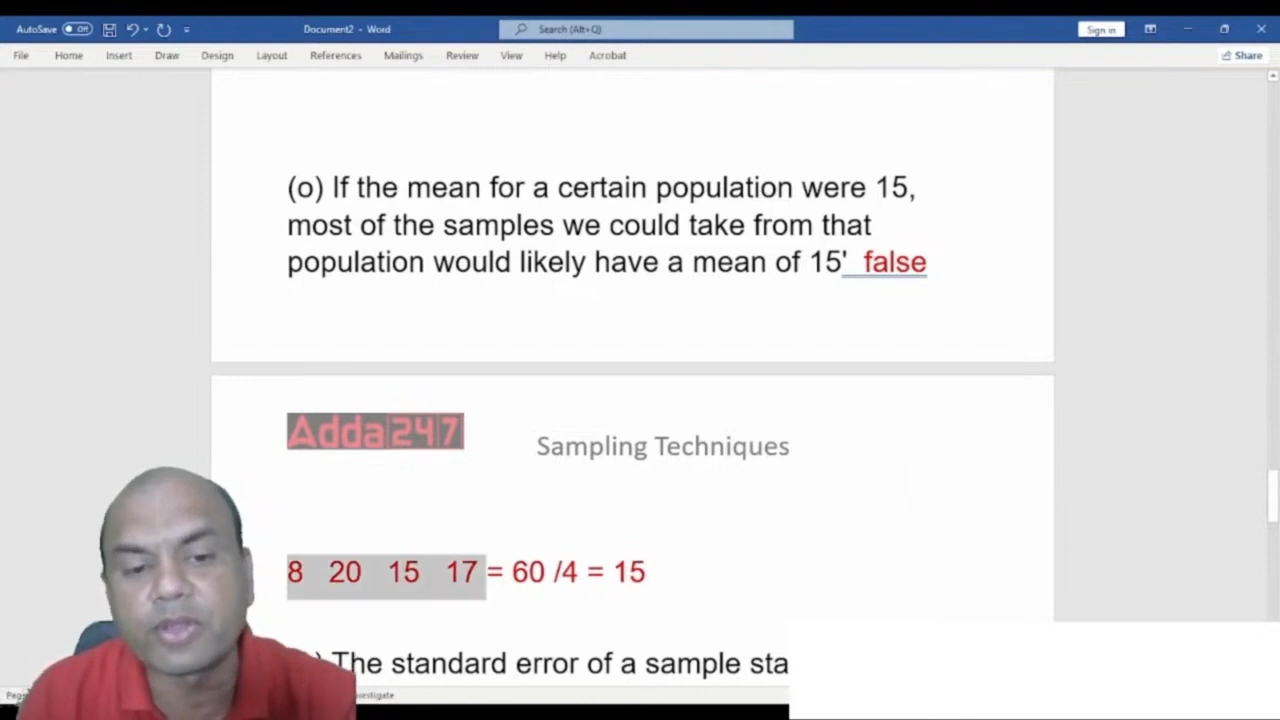 AutoSave Off Document2 - Word Search (Alt+Q) Sign in
File Home Insert Draw Design Layout References Mailings Review View Help Acrobat Share
(o) If the mean for a certain population were 15,
most of the samples we could take from that
population would likely have a mean of 15' false
Adda247
Sampling Techniques
8 20 15 17 = 60 /4 = 15
) The standard error of a sample sta